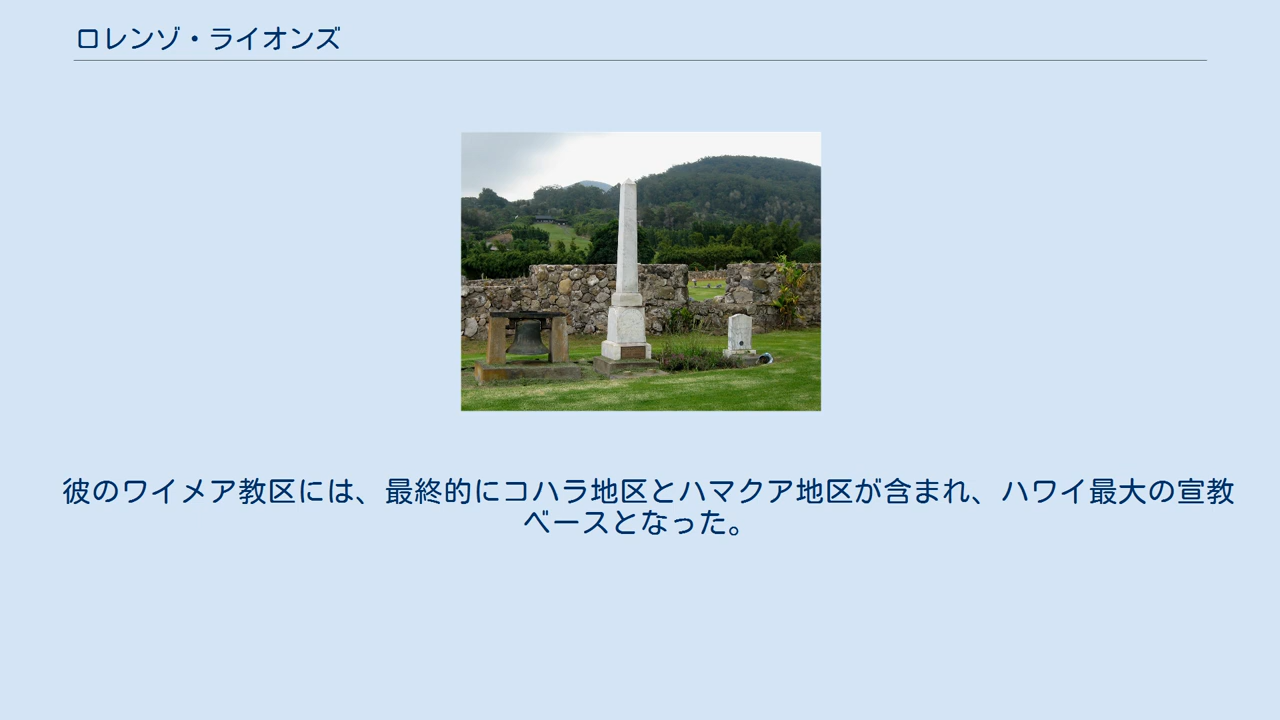 ロレンゾ・ライオンズ
彼のワイメア教区には、最終的にコハラ地区とハマクア地区が含まれ、ハワイ最大の宣教
ベースとなった。